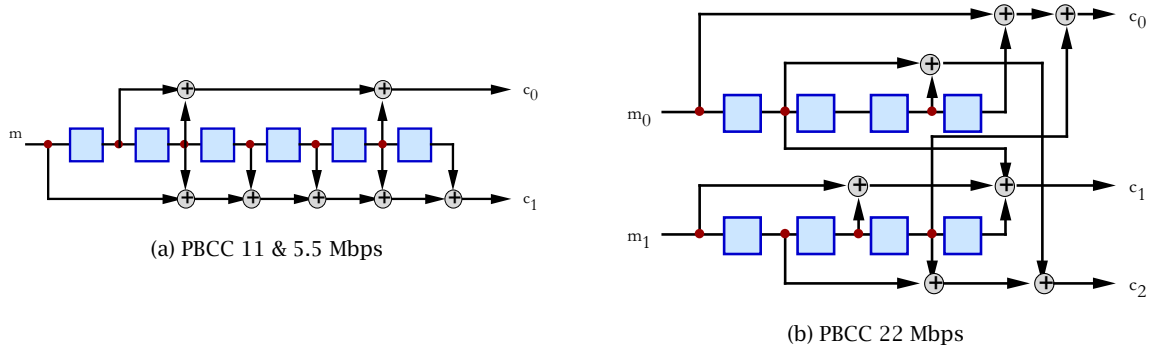 m
c0
c1
(a) PBCC 11 & 5.5 Mbps
m0
m1
c0
c1
c2
(b) PBCC 22 Mbps